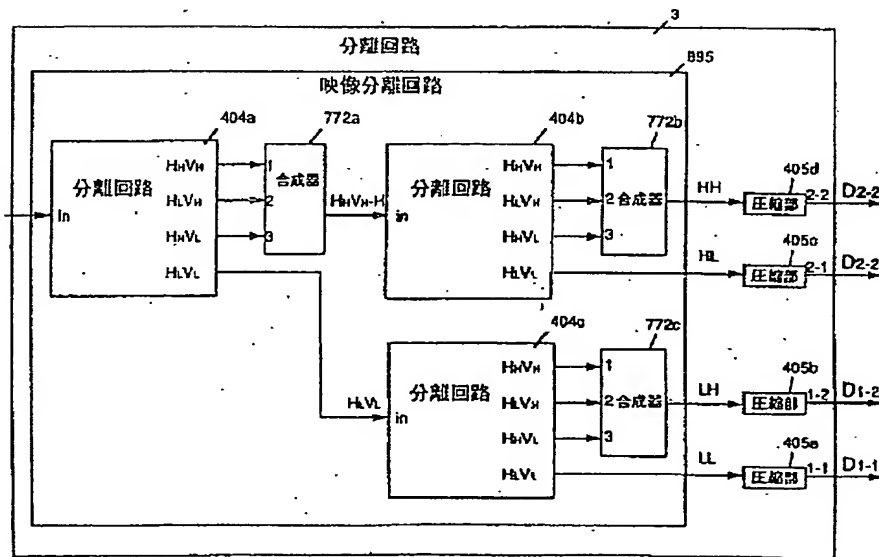 3
分離回路
895
映像分離回路
404a
772a
404b
772b
分離回路
in
HHVH
HLVH
HHVL
HLVL
1
2
3
合成器
HHVH-H
分離回路
in
HHVH
HLVH
HHVL
HLVL
1
2
3
合成器
HH
405d
圧縮部
2-2
D2-2
HL
405c
圧縮部
2-1
D2-2
404c
772c
HLVL
分離回路
in
HHVH
HLVH
HHVL
HLVL
1
2
3
合成器
LH
405b
圧縮部
1-2
D1-2
LL
405a
圧縮部
1-1
D1-1